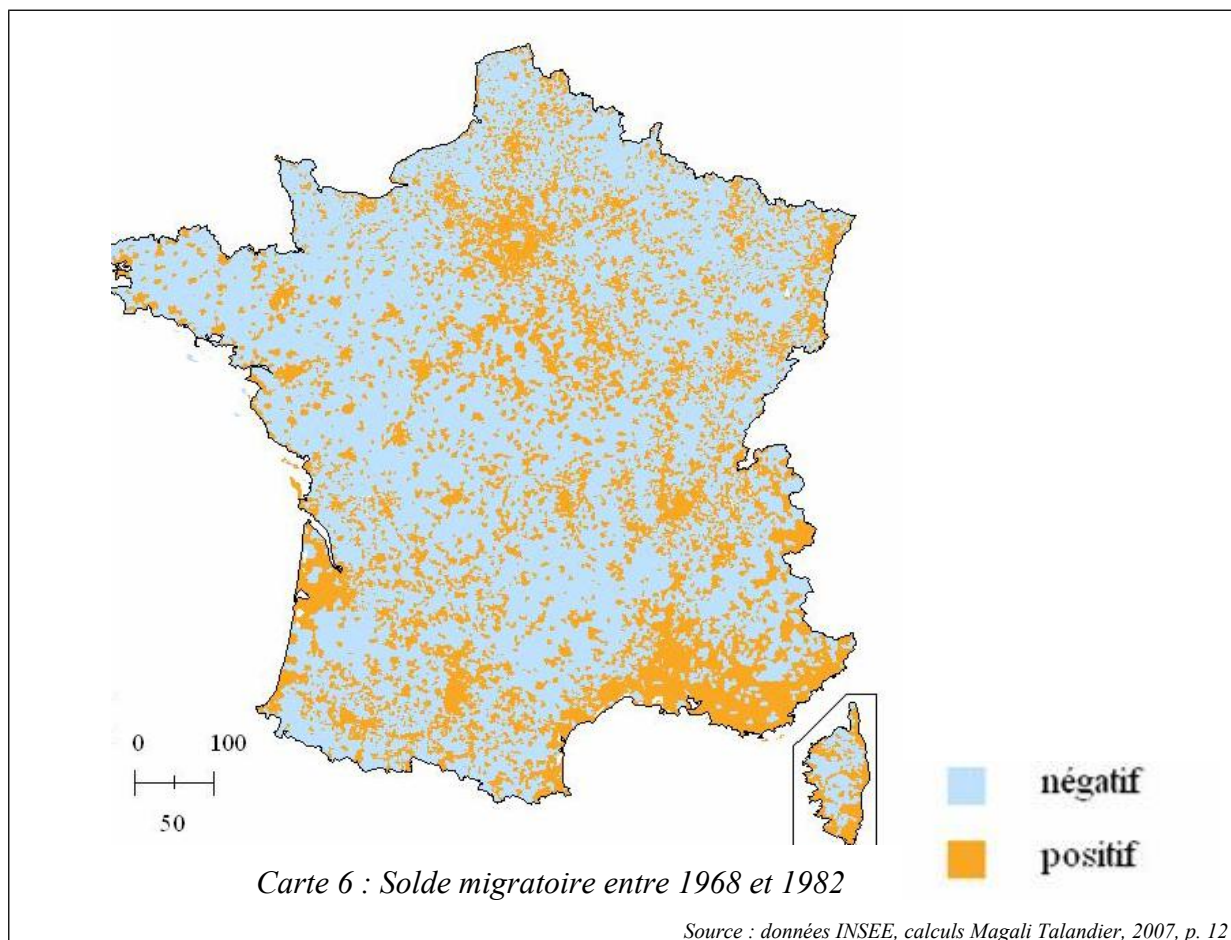 0 100
50
négatif
positif
Carte 6 : Solde migratoire entre 1968 et 1982
Source : données INSEE, calculs Magali Talandier, 2007, p. 12